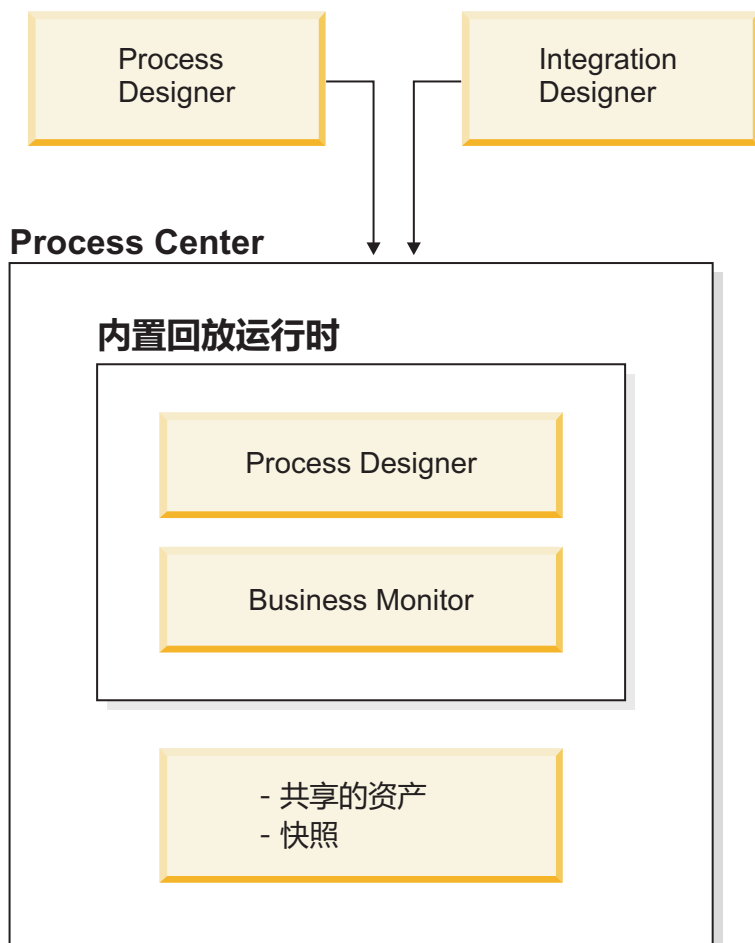 Process
Designer
Integration
Designer
Process Center
内置回放运行时
Process Designer
Business Monitor
- 共享的资产
- 快照